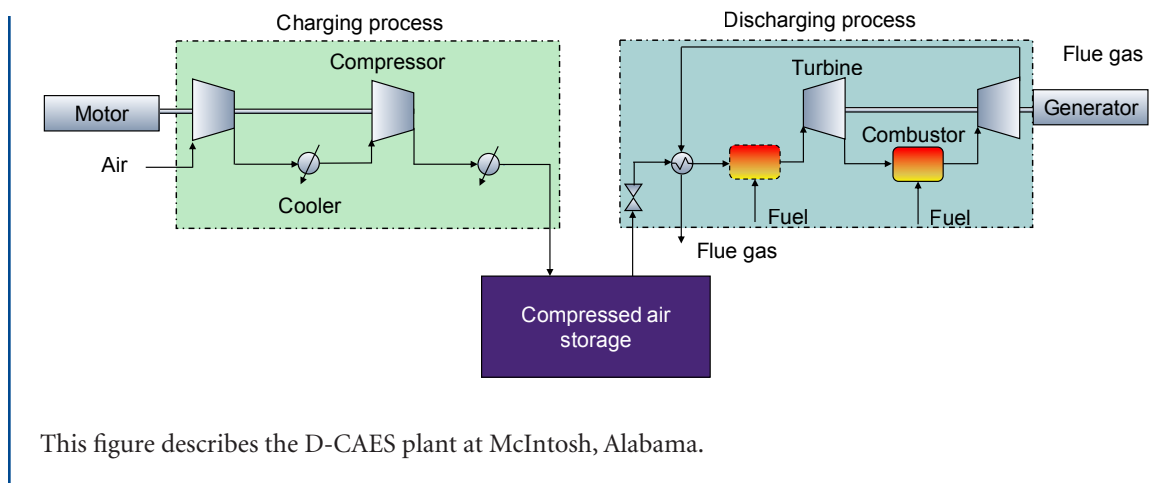 Charging process
Discharging process
Compressor
Turbine
Flue gas
Motor
Generator
Combustor
Air
Cooler
Fuel
Fuel
Flue gas
Compressed air
storage
This figure describes the D-CAES plant at McIntosh, Alabama.